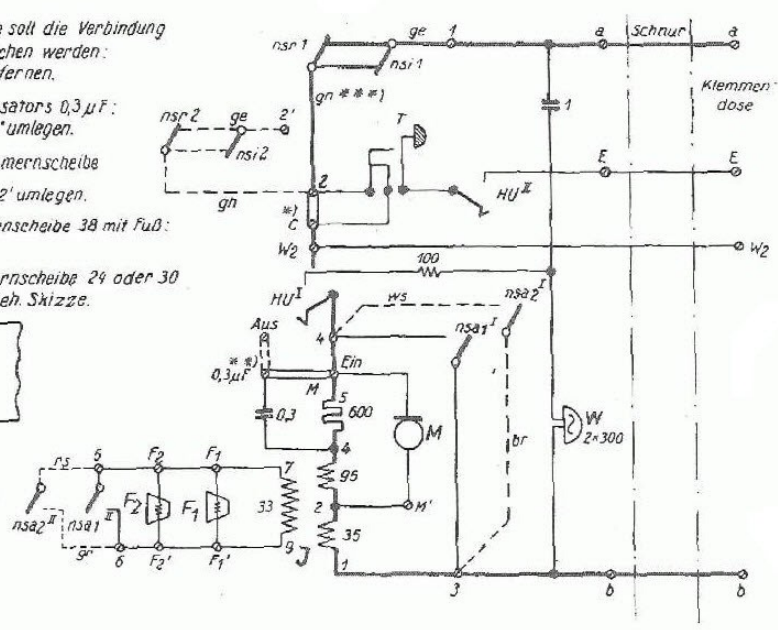 e soll die Verbindung
chen werden:
fernen.
sators 0,3 µF:
" umlegen.
mernscheibe
2' umlegen.
enscheibe 38 mit Fuß:
rnscheibe 24 oder 30
eh. Skizze.
nsr 1
ge
1
a
Schnur
a
nsi 1
gn ***)
Klemmen-
dose
1
nsr 2
ge
2'
nsi 2
T
E
E
gh
2
HU II
*)
C
W2
W2
100
HU I
ws
nsa2 I
Aus
4
nsa1 I
**)
0,3µF
Ein
M
5
0,3
600
M
W
2×300
4
br
rs
5
F2
F1
7
95
nsa2 II
nsa1 II
F2
F1
33
2
M'
gr
6
F2'
F1'
9
J
35
1
3
b
b